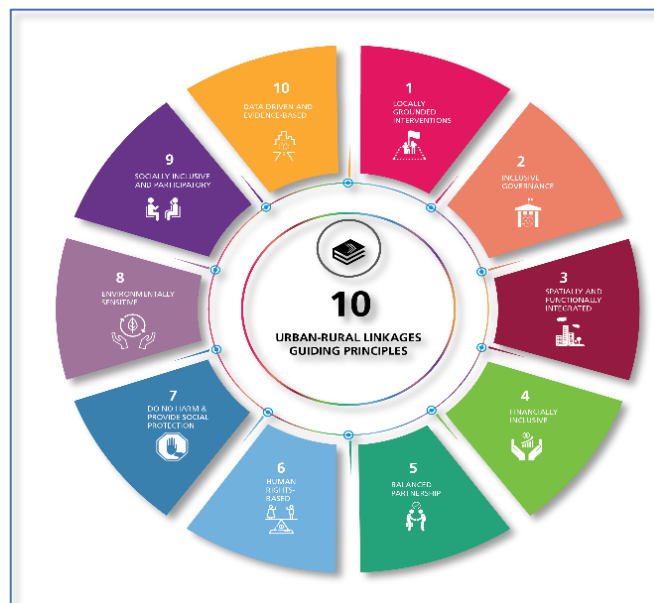 10
URBAN-RURAL LINKAGES
GUIDING PRINCIPLES
1
LOCALLY
GROUNDED
INTERVENTIONS
2
INCLUSIVE
GOVERNANCE
3
SPATIALLY AND
FUNCTIONALLY
INTEGRATED
4
FINANCIALLY
INCLUSIVE
5
BALANCED
PARTNERSHIP
6
HUMAN
RIGHTS-
BASED
7
DO NO HARM &
PROVIDE SOCIAL
PROTECTION
8
ENVIRONMENTALLY
SENSITIVE
9
SOCIALLY INCLUSIVE
AND PARTICIPATORY
10
DATA DRIVEN AND
EVIDENCE-BASED